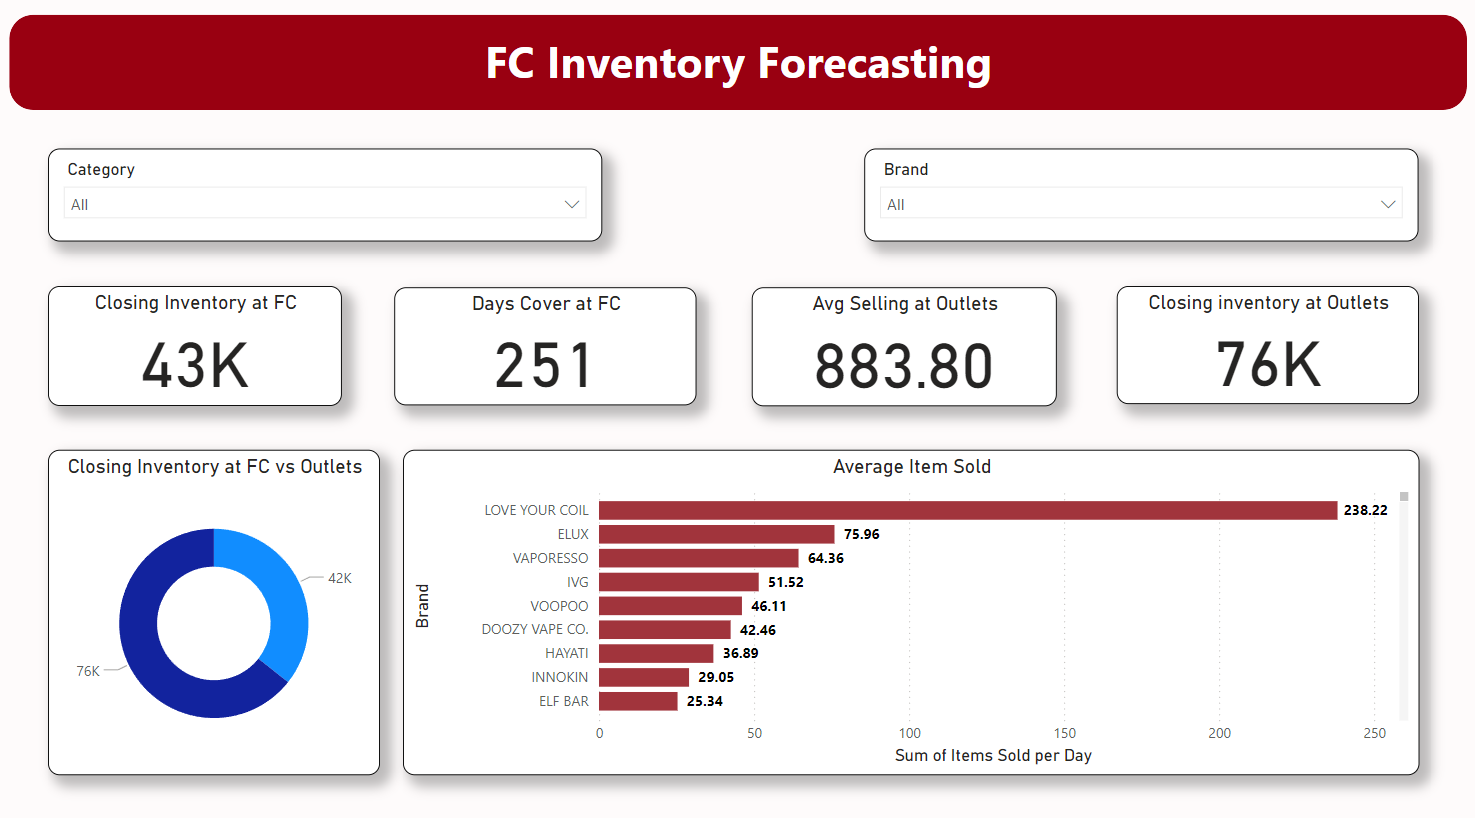 FC Inventory Forecasting
Category
All
Brand
All
Closing Inventory at FC
43K
Days Cover at FC
251
Avg Selling at Outlets
883.80
Closing inventory at Outlets
76K
Closing Inventory at FC vs Outlets
42K
76K
Average Item Sold
Brand
LOVE YOUR COIL 238.22
ELUX 75.96
VAPORESSO 64.36
IVG 51.52
VOOPOO 46.11
DOOZY VAPE CO. 42.46
HAYATI 36.89
INNOKIN 29.05
ELF BAR 25.34
0 50 100 150 200 250
Sum of Items Sold per Day